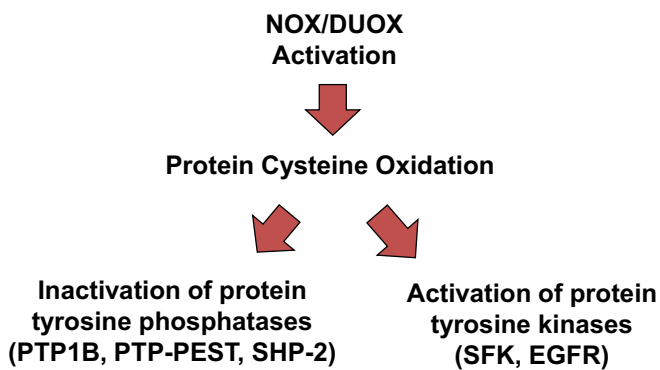 NOX/DUOX
Activation
Protein Cysteine Oxidation
Inactivation of protein
tyrosine phosphatases
(PTP1B, PTP-PEST, SHP-2)
Activation of protein
tyrosine kinases
(SFK, EGFR)